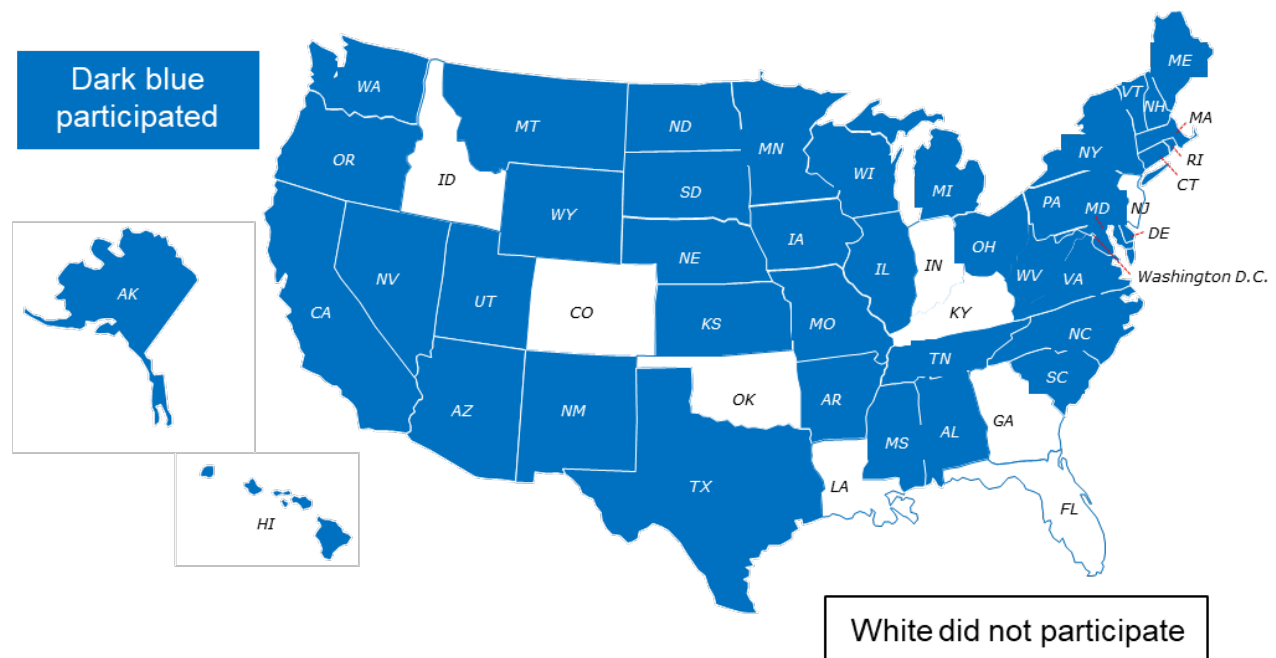 Dark blue
participated
WA
OR
CA
NV
ID
MT
WY
UT
CO
AZ
NM
ND
SD
NE
KS
OK
TX
MN
IA
MO
AR
LA
WI
IL
MI
IN
OH
KY
TN
MS
AL
GA
FL
SC
NC
VA
WV
PA
MD
NY
NJ
DE
Washington D.C.
VT
NH
ME
MA
RI
CT
AK
HI
White did not participate